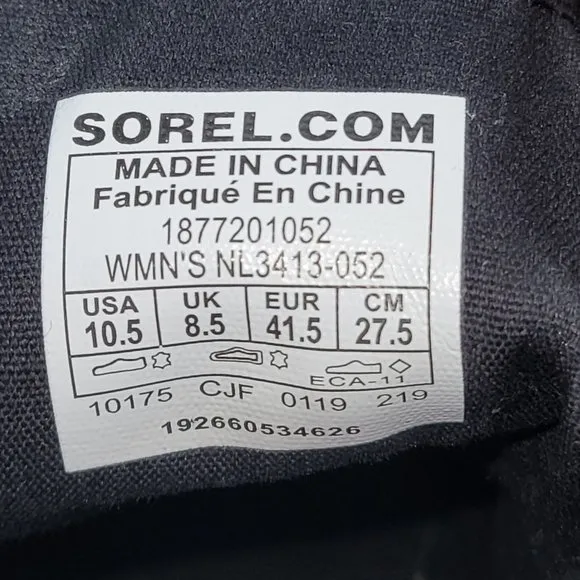 SOREL.COM
MADE IN CHINA
Fabriqué En Chine
1877201052
WMN'S NL3413-052
USA UK EUR CM
10.5 8.5 41.5 27.5
ECA-11
10175 CJF 0119 219
192660534626